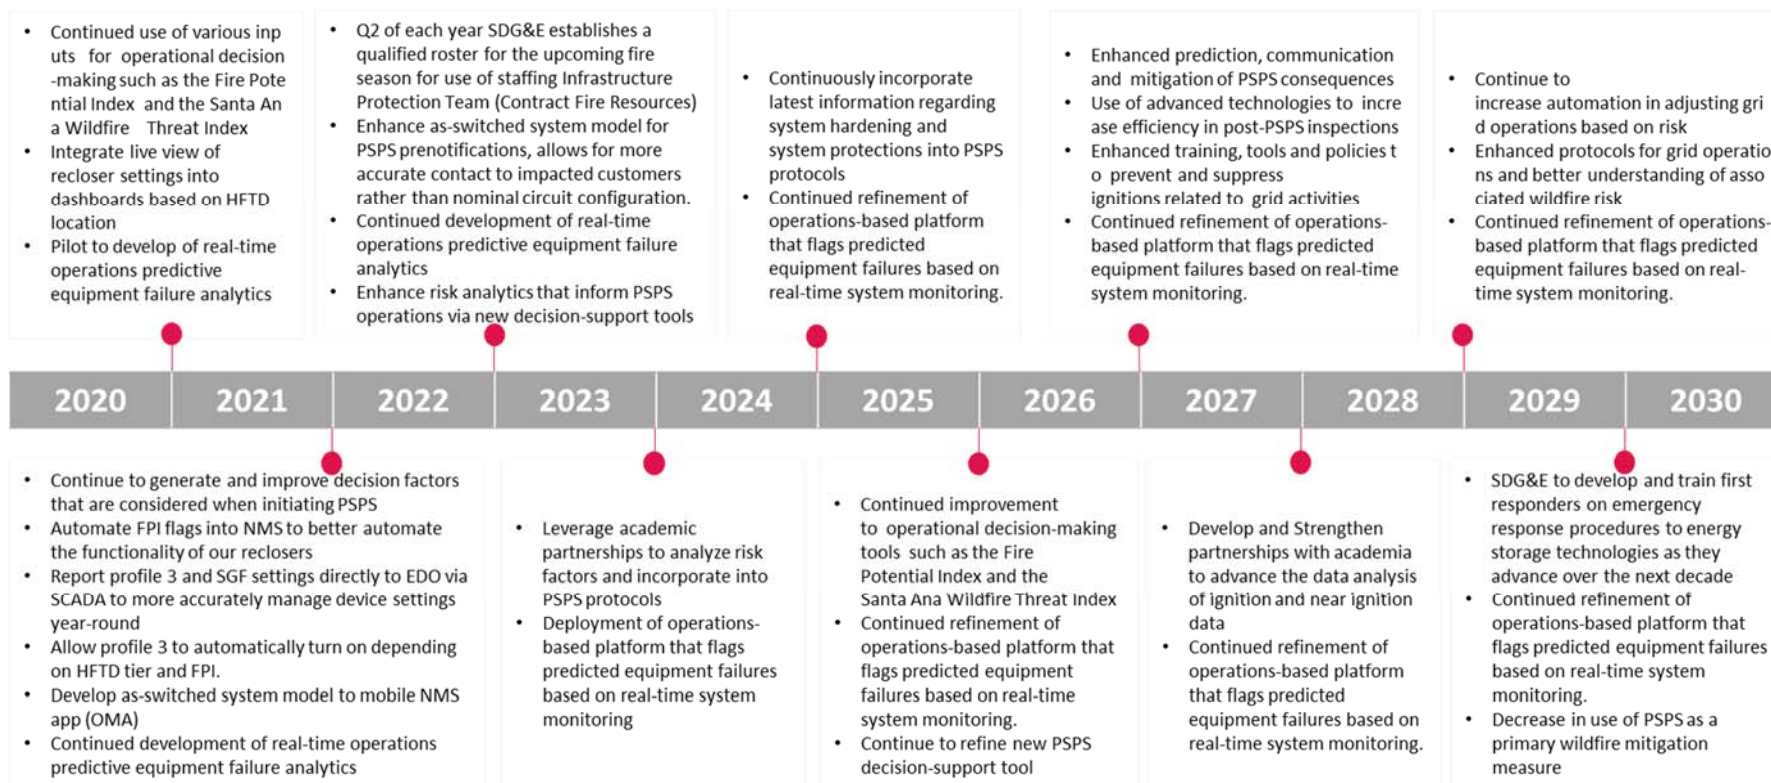 • Continued use of various inp
uts for operational decision
-making such as the Fire Pote
ntial Index and the Santa An
a Wildfire Threat Index
• Integrate live view of
recloser settings into
dashboards based on HFTD
location
• Pilot to develop of real-time
operations predictive
equipment failure analytics
• Q2 of each year SDG&E establishes a
qualified roster for the upcoming fire
season for use of staffing Infrastructure
Protection Team (Contract Fire Resources)
• Enhance as-switched system model for
PSPS prenotifications, allows for more
accurate contact to impacted customers
rather than nominal circuit configuration.
• Continued development of real-time
operations predictive equipment failure
analytics
• Enhance risk analytics that inform PSPS
operations via new decision-support tools
• Continuously incorporate
latest information regarding
system hardening and
system protections into PSPS
protocols
• Continued refinement of
operations-based platform
that flags predicted
equipment failures based on
real-time system monitoring.
• Enhanced prediction, communication
and mitigation of PSPS consequences
• Use of advanced technologies to incre
ase efficiency in post-PSPS inspections
• Enhanced training, tools and policies t
o prevent and suppress
ignitions related to grid activities
• Continued refinement of operations-
based platform that flags predicted
equipment failures based on real-time
system monitoring.
• Continue to
increase automation in adjusting gri
d operations based on risk
• Enhanced protocols for grid operatio
ns and better understanding of asso
ciated wildfire risk
• Continued refinement of operations-
based platform that flags predicted
equipment failures based on real-
time system monitoring.
2020 2021 2022 2023 2024 2025 2026 2027 2028 2029 2030
• Continue to generate and improve decision factors
that are considered when initiating PSPS
• Automate FPI flags into NMS to better automate
the functionality of our reclosers
• Report profile 3 and SGF settings directly to EDO via
SCADA to more accurately manage device settings
year-round
• Allow profile 3 to automatically turn on depending
on HFTD tier and FPI.
• Develop as-switched system model to mobile NMS
app (OMA)
• Continued development of real-time operations
predictive equipment failure analytics
• Leverage academic
partnerships to analyze risk
factors and incorporate into
PSPS protocols
• Deployment of operations-
based platform that flags
predicted equipment failures
based on real-time system
monitoring
• Continued improvement
to operational decision-making
tools such as the Fire
Potential Index and the
Santa Ana Wildfire Threat Index
• Continued refinement of
operations-based platform that
flags predicted equipment
failures based on real-time
system monitoring.
• Continue to refine new PSPS
decision-support tool
• Develop and Strengthen
partnerships with academia
to advance the data analysis
of ignition and near ignition
data
• Continued refinement of
operations-based platform
that flags predicted
equipment failures based on
real-time system monitoring.
• SDG&E to develop and train first
responders on emergency
response procedures to energy
storage technologies as they
advance over the next decade
• Continued refinement of
operations-based platform that
flags predicted equipment failures
based on real-time system
monitoring.
• Decrease in use of PSPS as a
primary wildfire mitigation
measure